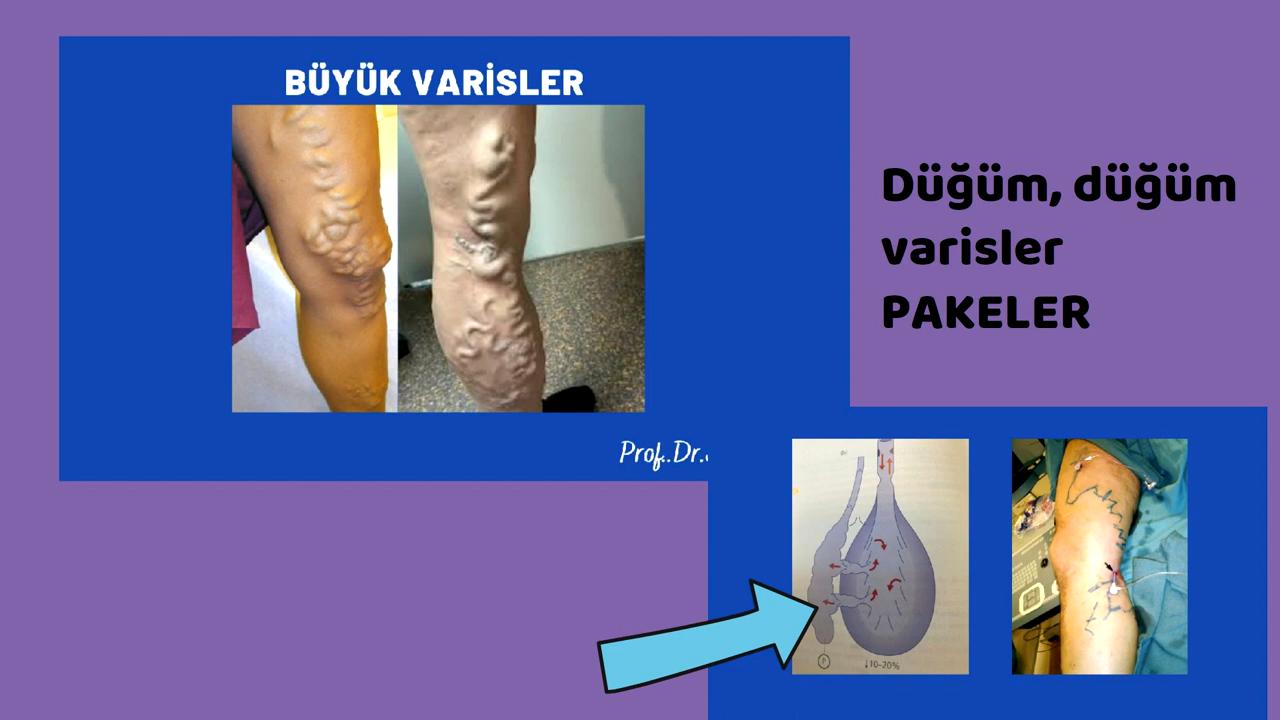 BÜYÜK VARİSLER
Düğüm, düğüm
varisler
PAKELER
Prof..Dr..
P
↓10-20%